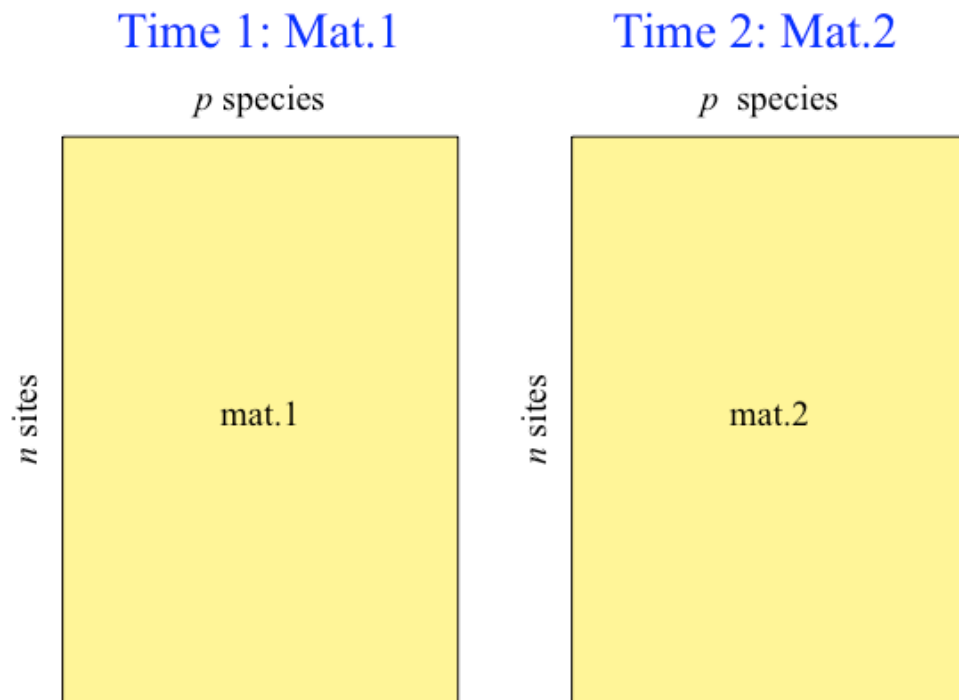 Time 1: Mat.1
p species
n sites
mat.1
Time 2: Mat.2
p species
n sites
mat.2